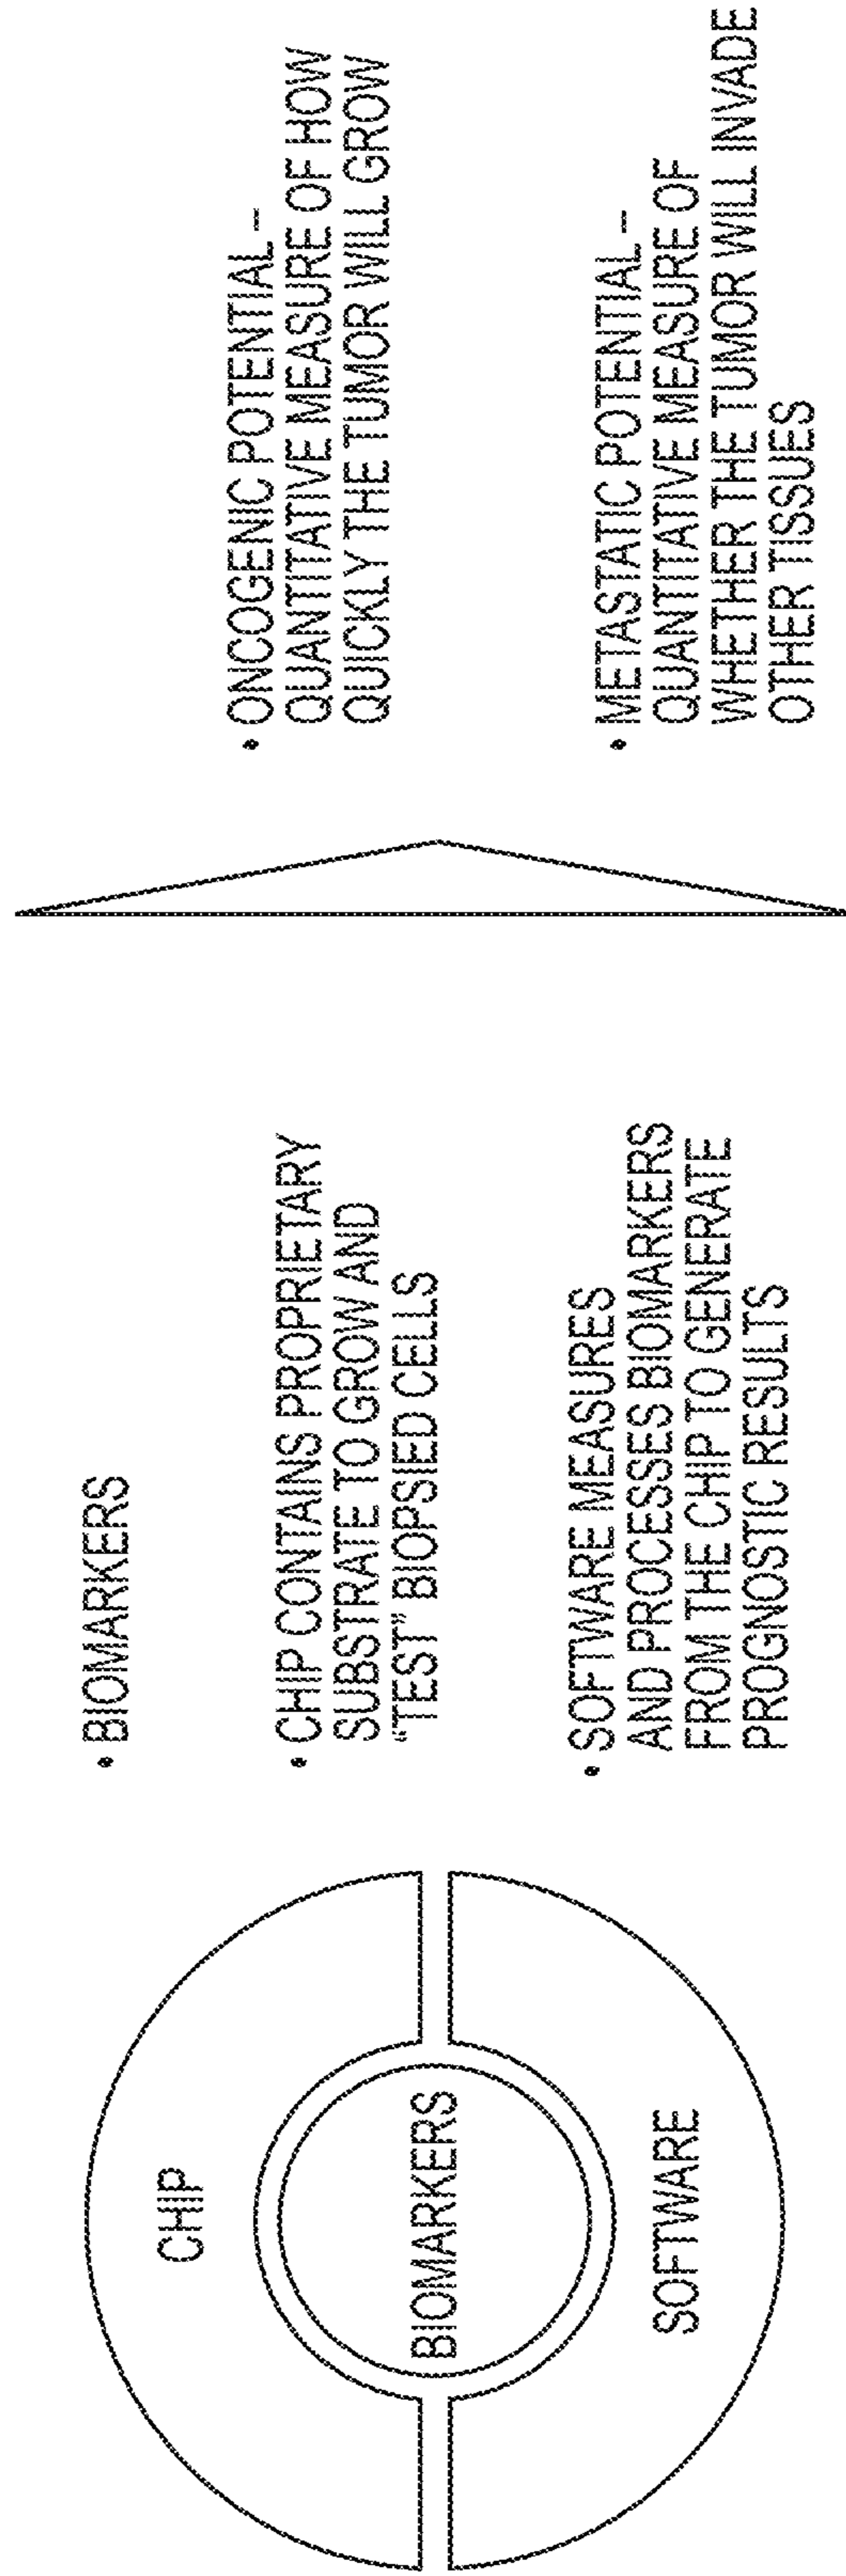 CHIP
BIOMARKERS
SOFTWARE
• BIOMARKERS
• CHIP CONTAINS PROPRIETARY
SUBSTRATE TO GROW AND
“TEST” BIOPSIED CELLS
• SOFTWARE MEASURES
AND PROCESSES BIOMARKERS
FROM THE CHIP TO GENERATE
PROGNOSTIC RESULTS
• ONCOGENIC POTENTIAL –
QUANTITATIVE MEASURE OF HOW
QUICKLY THE TUMOR WILL GROW
• METASTATIC POTENTIAL –
QUANTITATIVE MEASURE OF
WHETHER THE TUMOR WILL INVADE
OTHER TISSUES